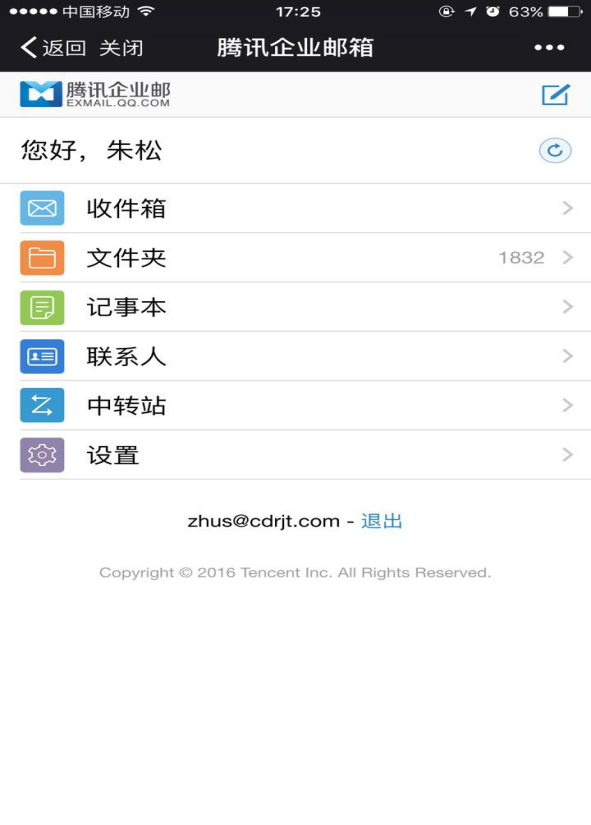 中国移动 17:25 63%
返回 关闭 腾讯企业邮箱
腾讯企业邮
EXMAIL.QQ.COM
您好，朱松
收件箱
文件夹 1832
记事本
联系人
中转站
设置
zhus@cdrjt.com - 退出
Copyright © 2016 Tencent Inc. All Rights Reserved.